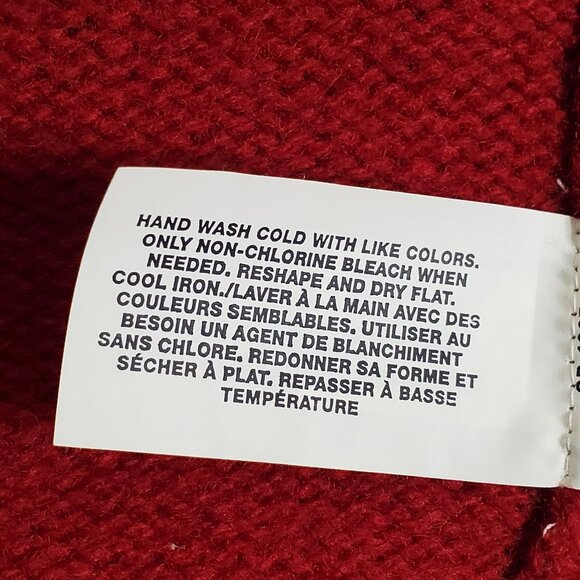 HAND WASH COLD WITH LIKE COLORS.
ONLY NON-CHLORINE BLEACH WHEN
NEEDED. RESHAPE AND DRY FLAT.
COOL IRON./LAVER À LA MAIN AVEC DES
COULEURS SEMBLABLES. UTILISER AU
BESOIN UN AGENT DE BLANCHIMENT
SANS CHLORE. REDONNER SA FORME ET
SÉCHER À PLAT. REPASSER À BASSE
TEMPÉRATURE